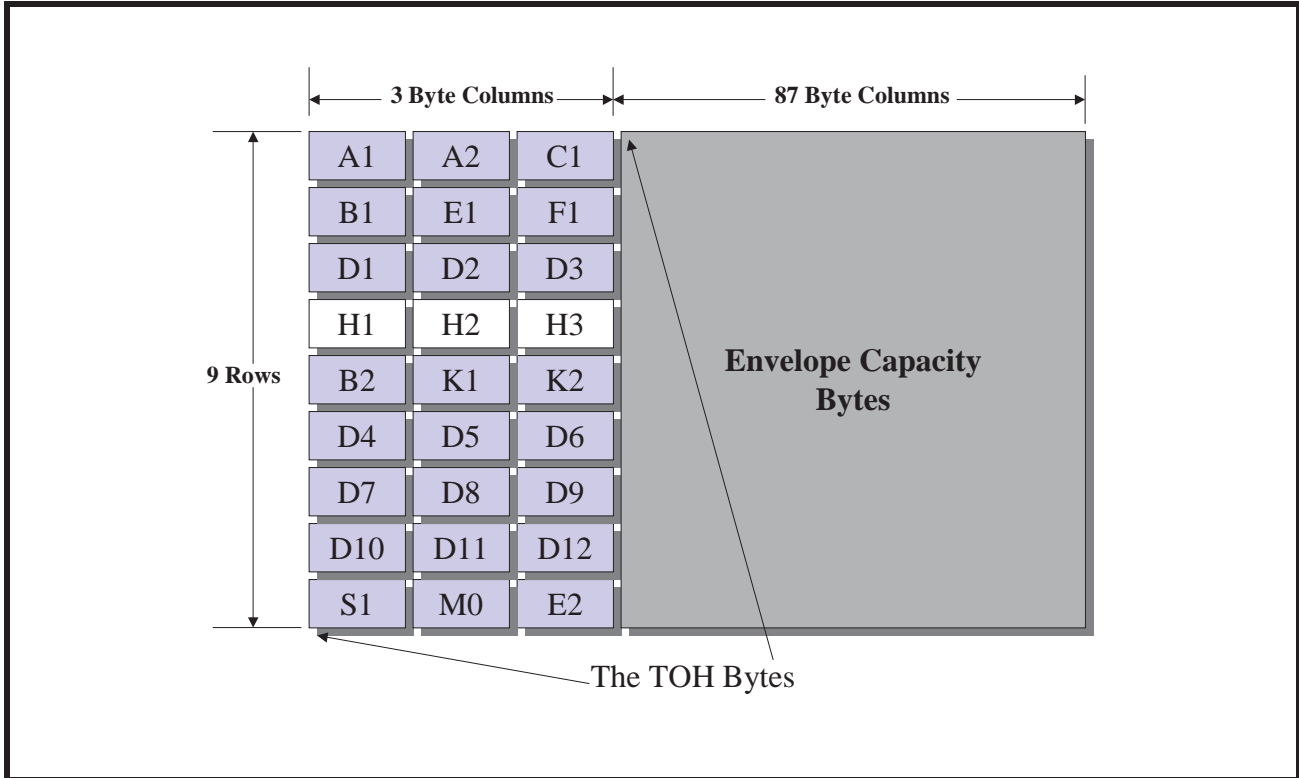 3 Byte Columns 87 Byte Columns
A1 A2 C1
B1 E1 F1
D1 D2 D3
H1 H2 H3
9 Rows
B2 K1 K2
D4 D5 D6
D7 D8 D9
D10 D11 D12
S1 M0 E2
Envelope Capacity
Bytes
The TOH Bytes